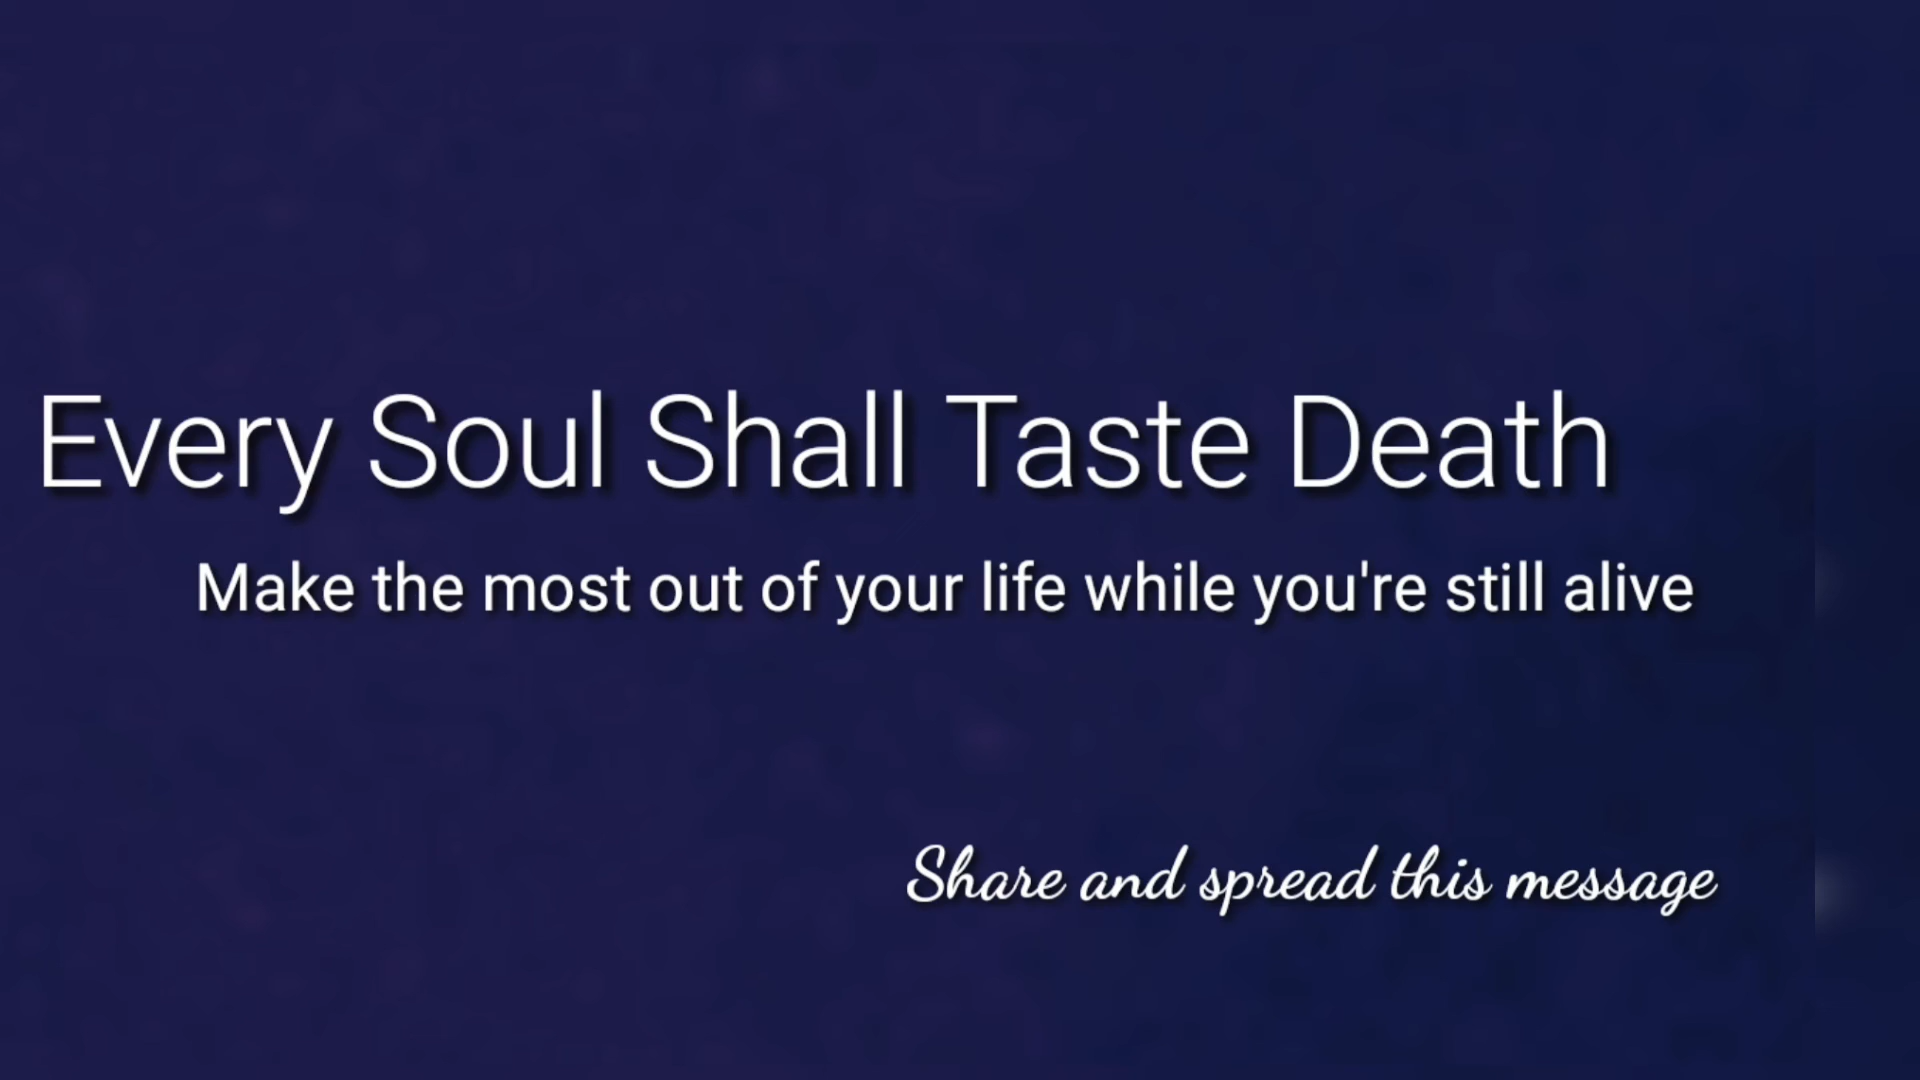 Every Soul Shall Taste Death
Make the most out of your life while you're still alive
Share and spread this message